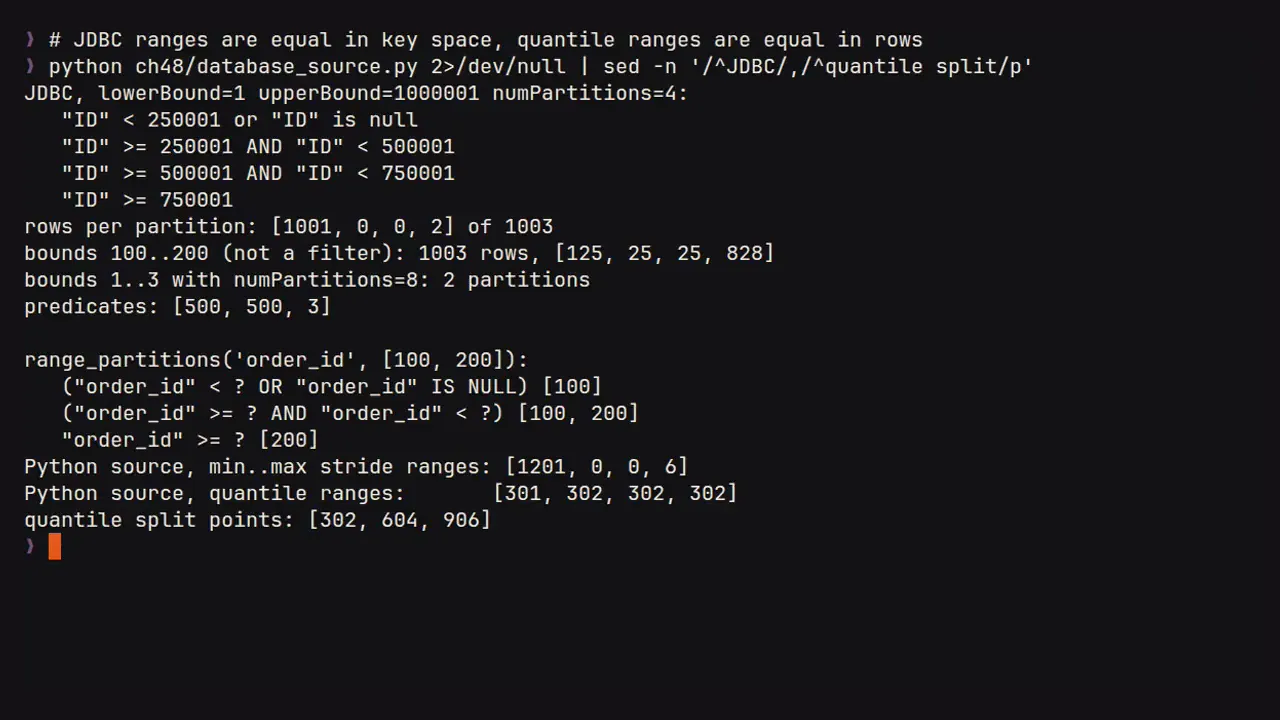 ❩ # JDBC ranges are equal in key space, quantile ranges are equal in rows
❩ python ch48/database_source.py 2>/dev/null | sed -n '/^JDBC/,/^quantile split/p'
JDBC, lowerBound=1 upperBound=1000001 numPartitions=4:
   "ID" < 250001 or "ID" is null
   "ID" >= 250001 AND "ID" < 500001
   "ID" >= 500001 AND "ID" < 750001
   "ID" >= 750001
rows per partition: [1001, 0, 0, 2] of 1003
bounds 100..200 (not a filter): 1003 rows, [125, 25, 25, 828]
bounds 1..3 with numPartitions=8: 2 partitions
predicates: [500, 500, 3]
range_partitions('order_id', [100, 200]):
   ("order_id" < ? OR "order_id" IS NULL) [100]
   ("order_id" >= ? AND "order_id" < ?) [100, 200]
   "order_id" >= ? [200]
Python source, min..max stride ranges: [1201, 0, 0, 6]
Python source, quantile ranges:       [301, 302, 302, 302]
quantile split points: [302, 604, 906]
❩